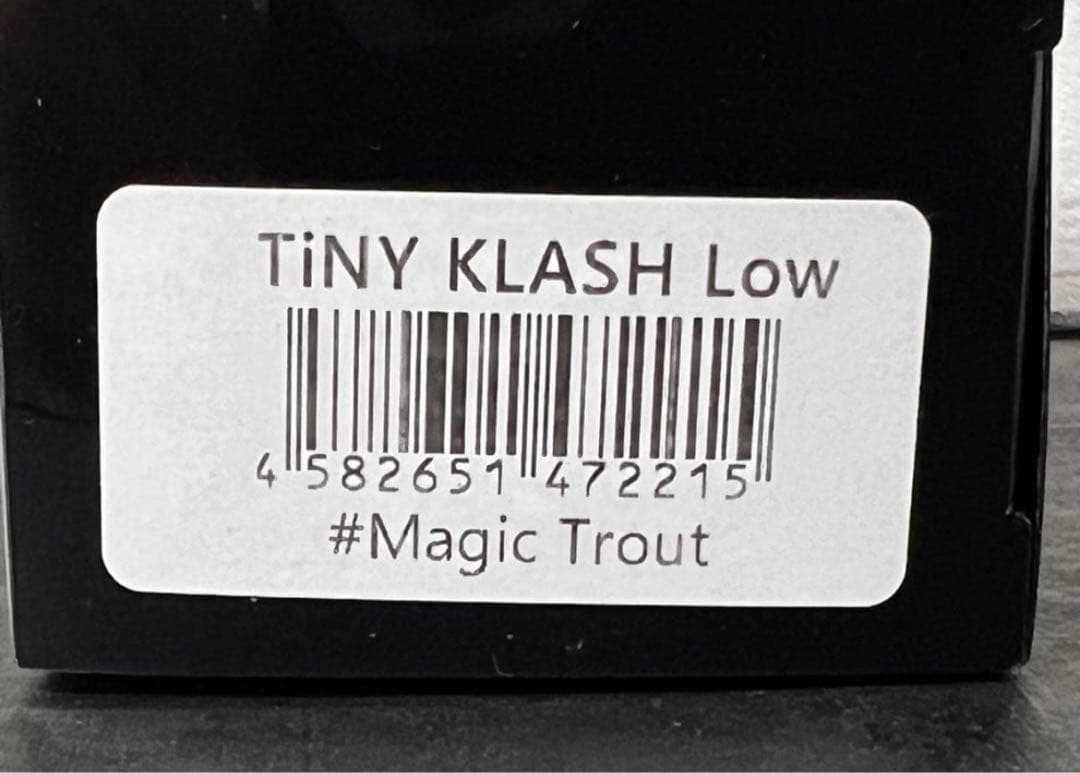 TiNY KLASH Low
4 582651 472215
#Magic Trout